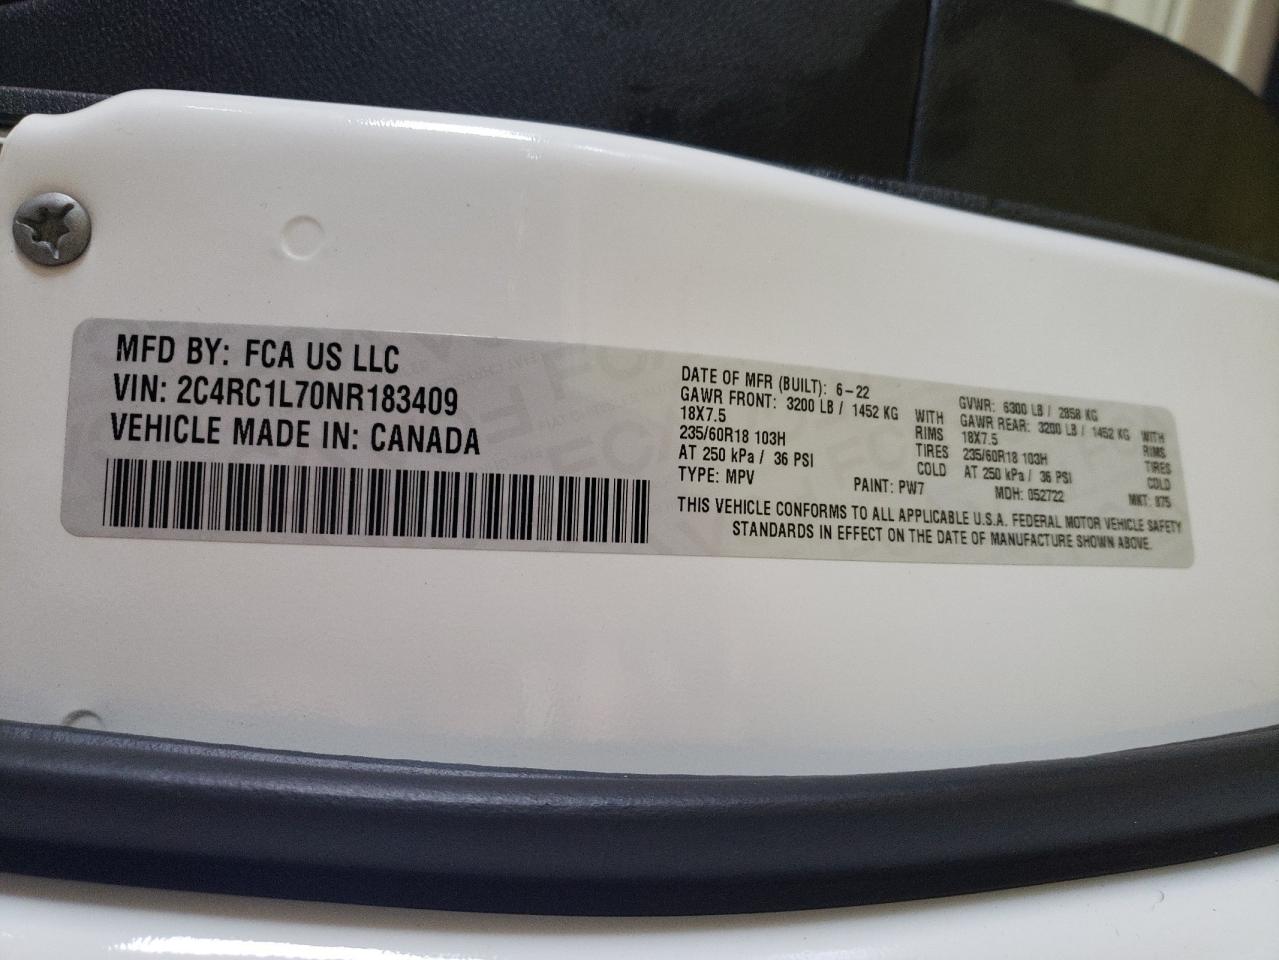 MFD BY: FCA US LLC
VIN: 2C4RC1L70NR183409
VEHICLE MADE IN: CANADA
DATE OF MFR (BUILT): 6-22
GAWR FRONT: 3200 LB / 1452 KG WITH
18X7.5 RIMS
235/60R18 103H TIRES
AT 250 kPa / 36 PSI COLD
TYPE: MPV PAINT: PW7
GVWR: 6300 LB / 2858 KG
GAWR REAR: 3200 LB / 1452 KG WITH
18X7.5 RIMS
235/60R18 103H TIRES
AT 250 kPa / 36 PSI COLD
MDH: 052722 MKT: 875
THIS VEHICLE CONFORMS TO ALL APPLICABLE U.S.A. FEDERAL MOTOR VEHICLE SAFETY
STANDARDS IN EFFECT ON THE DATE OF MANUFACTURE SHOWN ABOVE.